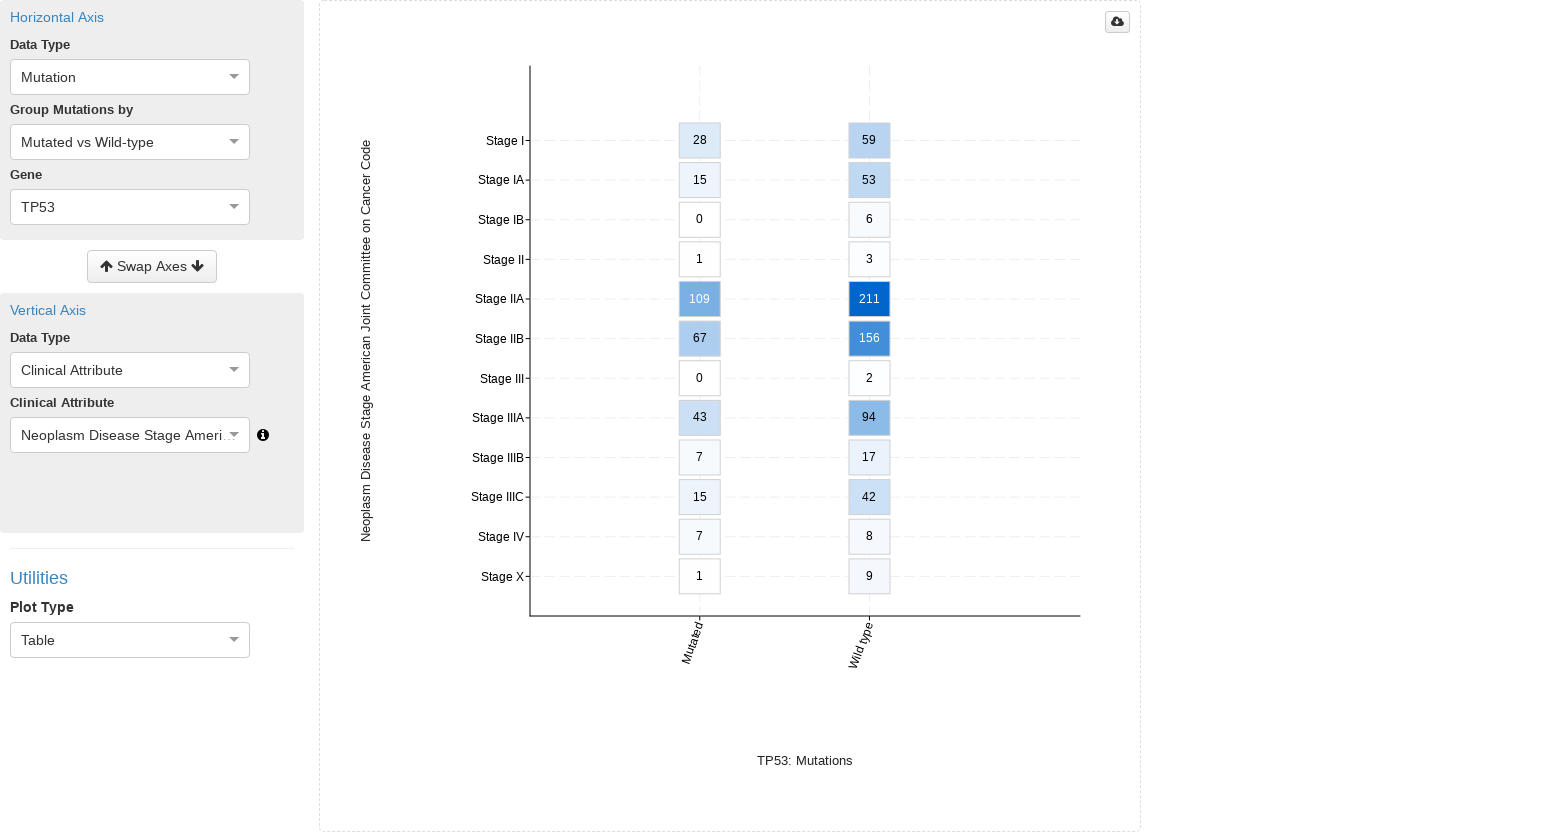 Horizontal Axis
Data Type
Mutation
Group Mutations by
Mutated vs Wild-type
Gene
TP53
Swap Axes
Vertical Axis
Data Type
Clinical Attribute
Clinical Attribute
Neoplasm Disease Stage Ameri...
Utilities
Plot Type
Table
Neoplasm Disease Stage American Joint Committee on Cancer Code
Stage I 28 59
Stage IA 15 53
Stage IB 0 6
Stage II 1 3
Stage IIA 109 211
Stage IIB 67 156
Stage III 0 2
Stage IIIA 43 94
Stage IIIB 7 17
Stage IIIC 15 42
Stage IV 7 8
Stage X 1 9
Mutated Wild type
TP53: Mutations